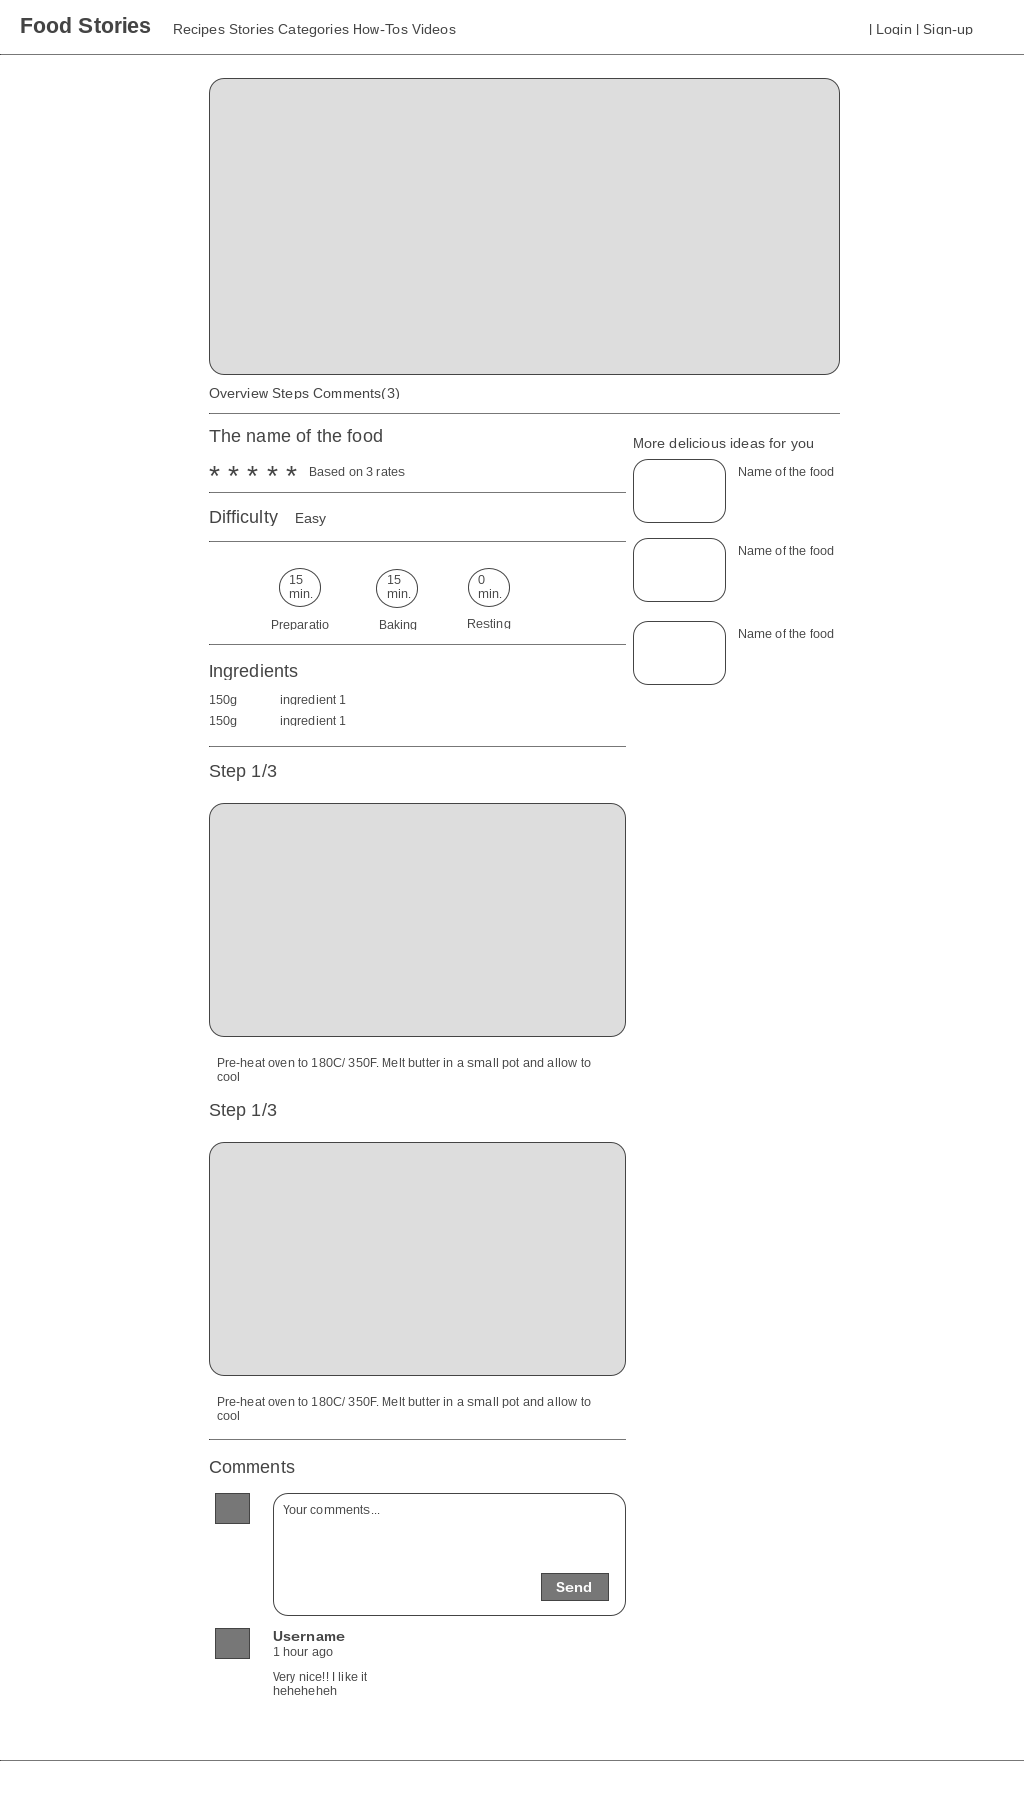 Food Stories
Recipes Stories Categories How-Tos Videos
| Login | Sign-up
Overview Steps Comments(3)
The name of the food
* * * * * Based on 3 rates
Difficulty Easy
15 min.
15 min.
0 min.
Preparatio
Baking
Resting
Ingredients
150g ingredient 1
150g ingredient 1
More delicious ideas for you
Name of the food
Name of the food
Name of the food
Step 1/3
Pre-heat oven to 180C/ 350F. Melt butter in a small pot and allow to
cool
Step 1/3
Pre-heat oven to 180C/ 350F. Melt butter in a small pot and allow to
cool
Comments
Your comments...
Send
Username
1 hour ago
Very nice!! I like it
heheheheh